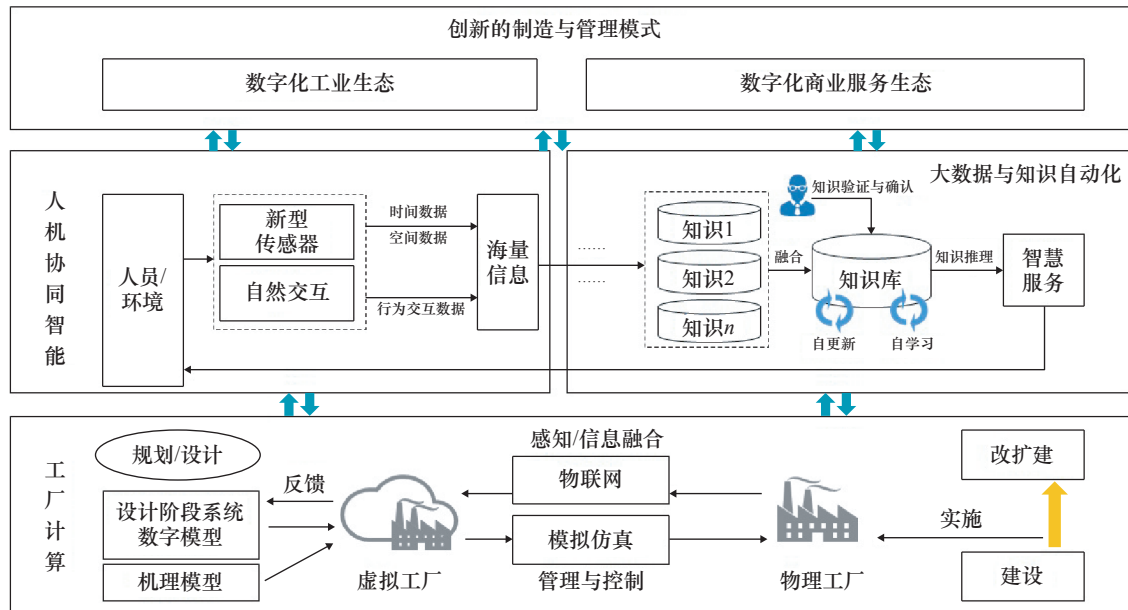 创新的制造与管理模式
数字化工业生态
数字化商业服务生态
人机协同智能
人员/
环境
新型
传感器
自然交互
时间数据
空间数据
行为交互数据
海量
信息
大数据与知识自动化
......
......
知识1
知识2
知识n
融合
知识验证与确认
知识库
自更新
自学习
知识推理
智慧
服务
工厂计算
规划/设计
设计阶段系统
数字模型
机理模型
反馈
虚拟工厂
感知/信息融合
物联网
模拟仿真
管理与控制
物理工厂
实施
改扩建
建设